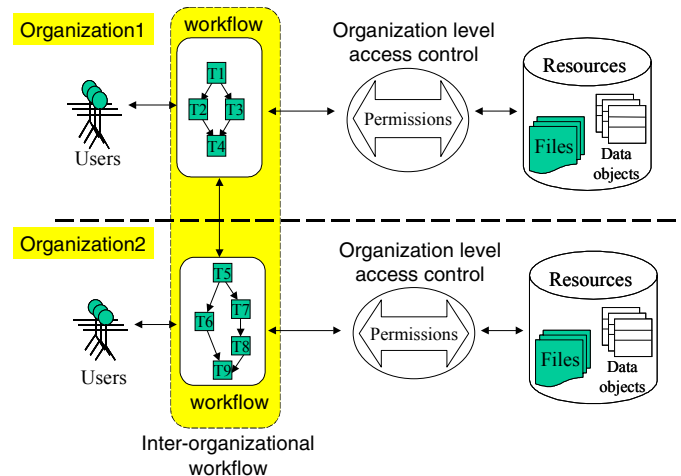 Organization1
workflow
Organization level
access control
T1
T2
T3
T4
Users
Permissions
Resources
Files
Data
objects
Organization2
Organization level
access control
T5
T6
T7
T8
T9
Users
Permissions
Resources
Files
Data
objects
workflow
Inter-organizational
workflow